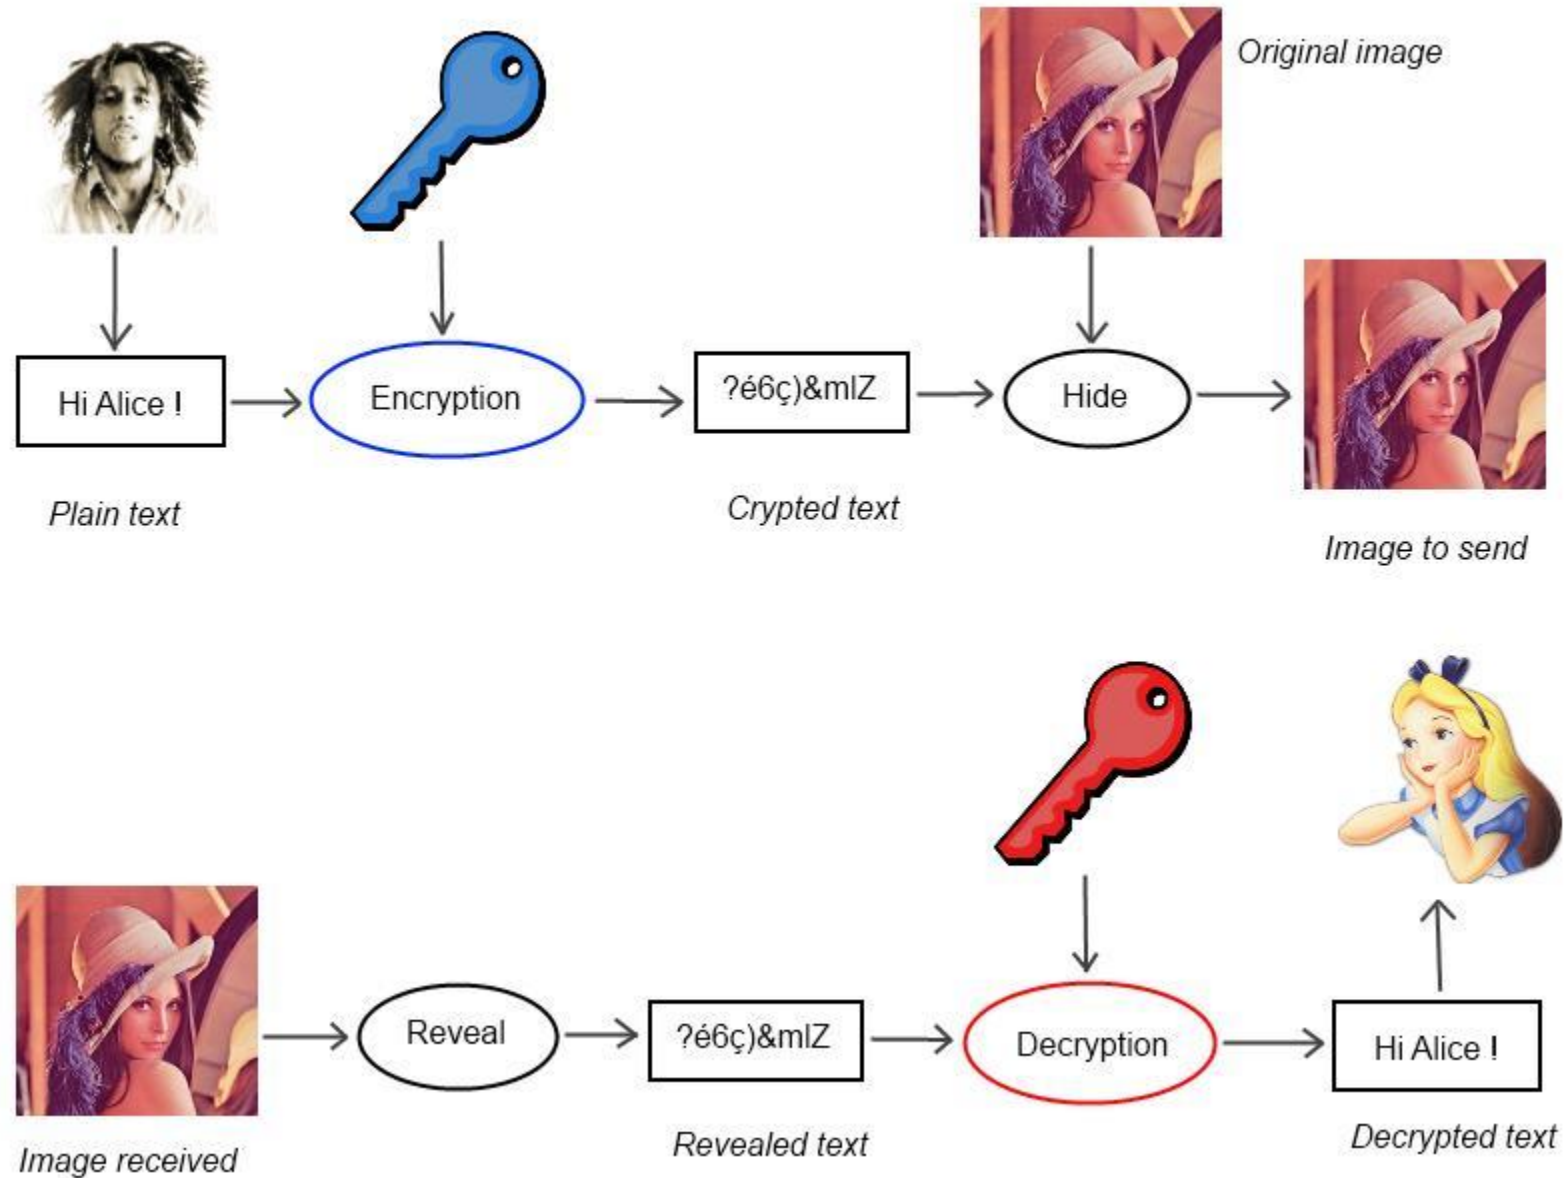 Original image
Hi Alice !
Encryption
?é6ç)&mlZ
Hide
Plain text
Crypted text
Image to send
Reveal
?é6ç)&mlZ
Decryption
Hi Alice !
Image received
Revealed text
Decrypted text